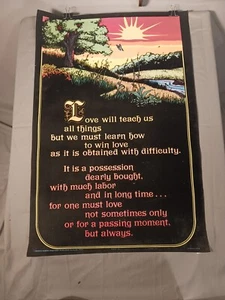 Love will teach us
all things
but we must learn how
to win love
as it is obtained with difficulty.
It is a possession
dearly bought,
with much labor
and in long time...
for one must love
not sometimes only
or for a passing moment,
but always.